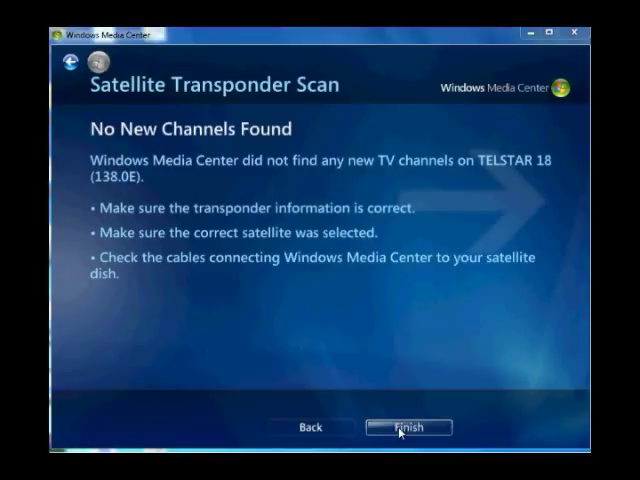 Windows Media Center
Satellite Transponder Scan
Windows Media Center
No New Channels Found
Windows Media Center did not find any new TV channels on TELSTAR 18
(138.0E).
• Make sure the transponder information is correct.
• Make sure the correct satellite was selected.
• Check the cables connecting Windows Media Center to your satellite
dish.
Back
Finish